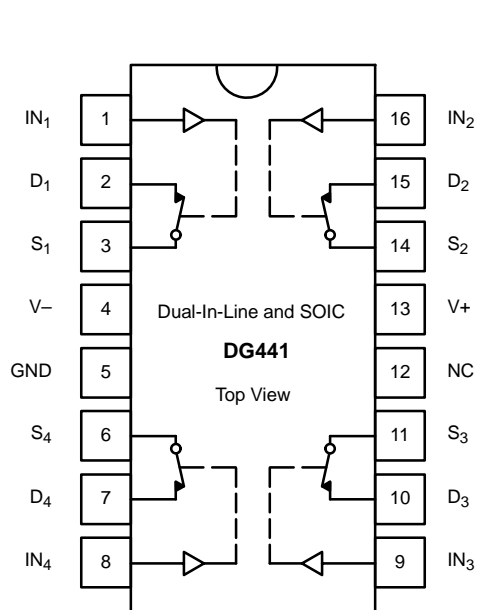 IN1 1 16 IN2
D1 2 15 D2
S1 3 14 S2
V– 4 Dual-In-Line and SOIC 13 V+
DG441
GND 5 12 NC
Top View
S4 6 11 S3
D4 7 10 D3
IN4 8 9 IN3